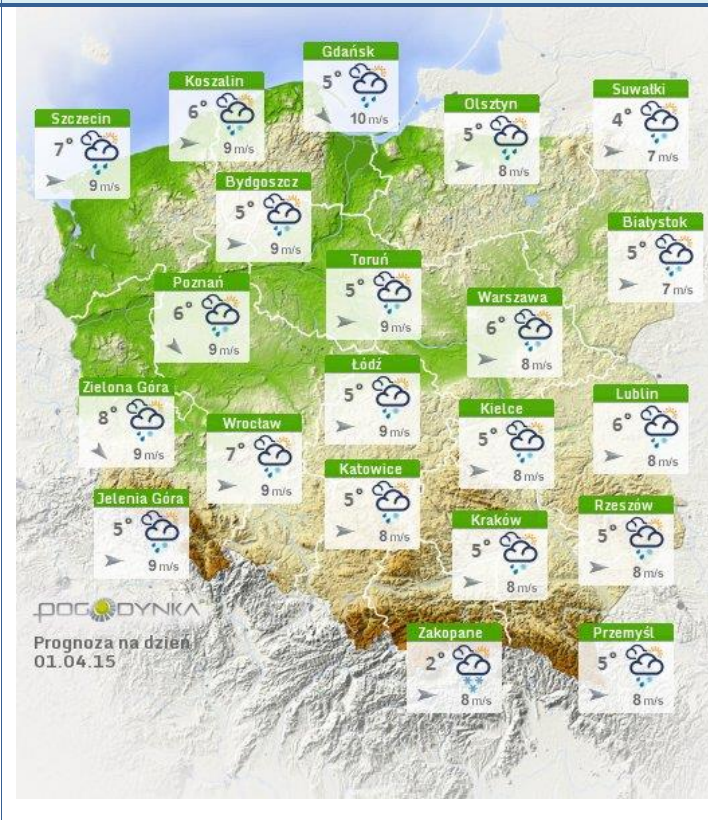 Gdańsk
5°
10 m/s
Koszalin
6°
9 m/s
Suwałki
4°
7 m/s
Olsztyn
5°
8 m/s
Szczecin
7°
9 m/s
Bydgoszcz
5°
9 m/s
Białystok
5°
7 m/s
Toruń
5°
9 m/s
Poznań
6°
9 m/s
Warszawa
6°
8 m/s
Łódź
5°
9 m/s
Zielona Góra
8°
9 m/s
Lublin
6°
8 m/s
Kielce
5°
8 m/s
Wrocław
7°
9 m/s
Katowice
5°
8 m/s
Jelenia Góra
5°
9 m/s
Rzeszów
5°
8 m/s
Kraków
5°
8 m/s
POGODYNKA
Prognoza na dzień
01.04.15
Zakopane
2°
8 m/s
Przemyśl
5°
8 m/s